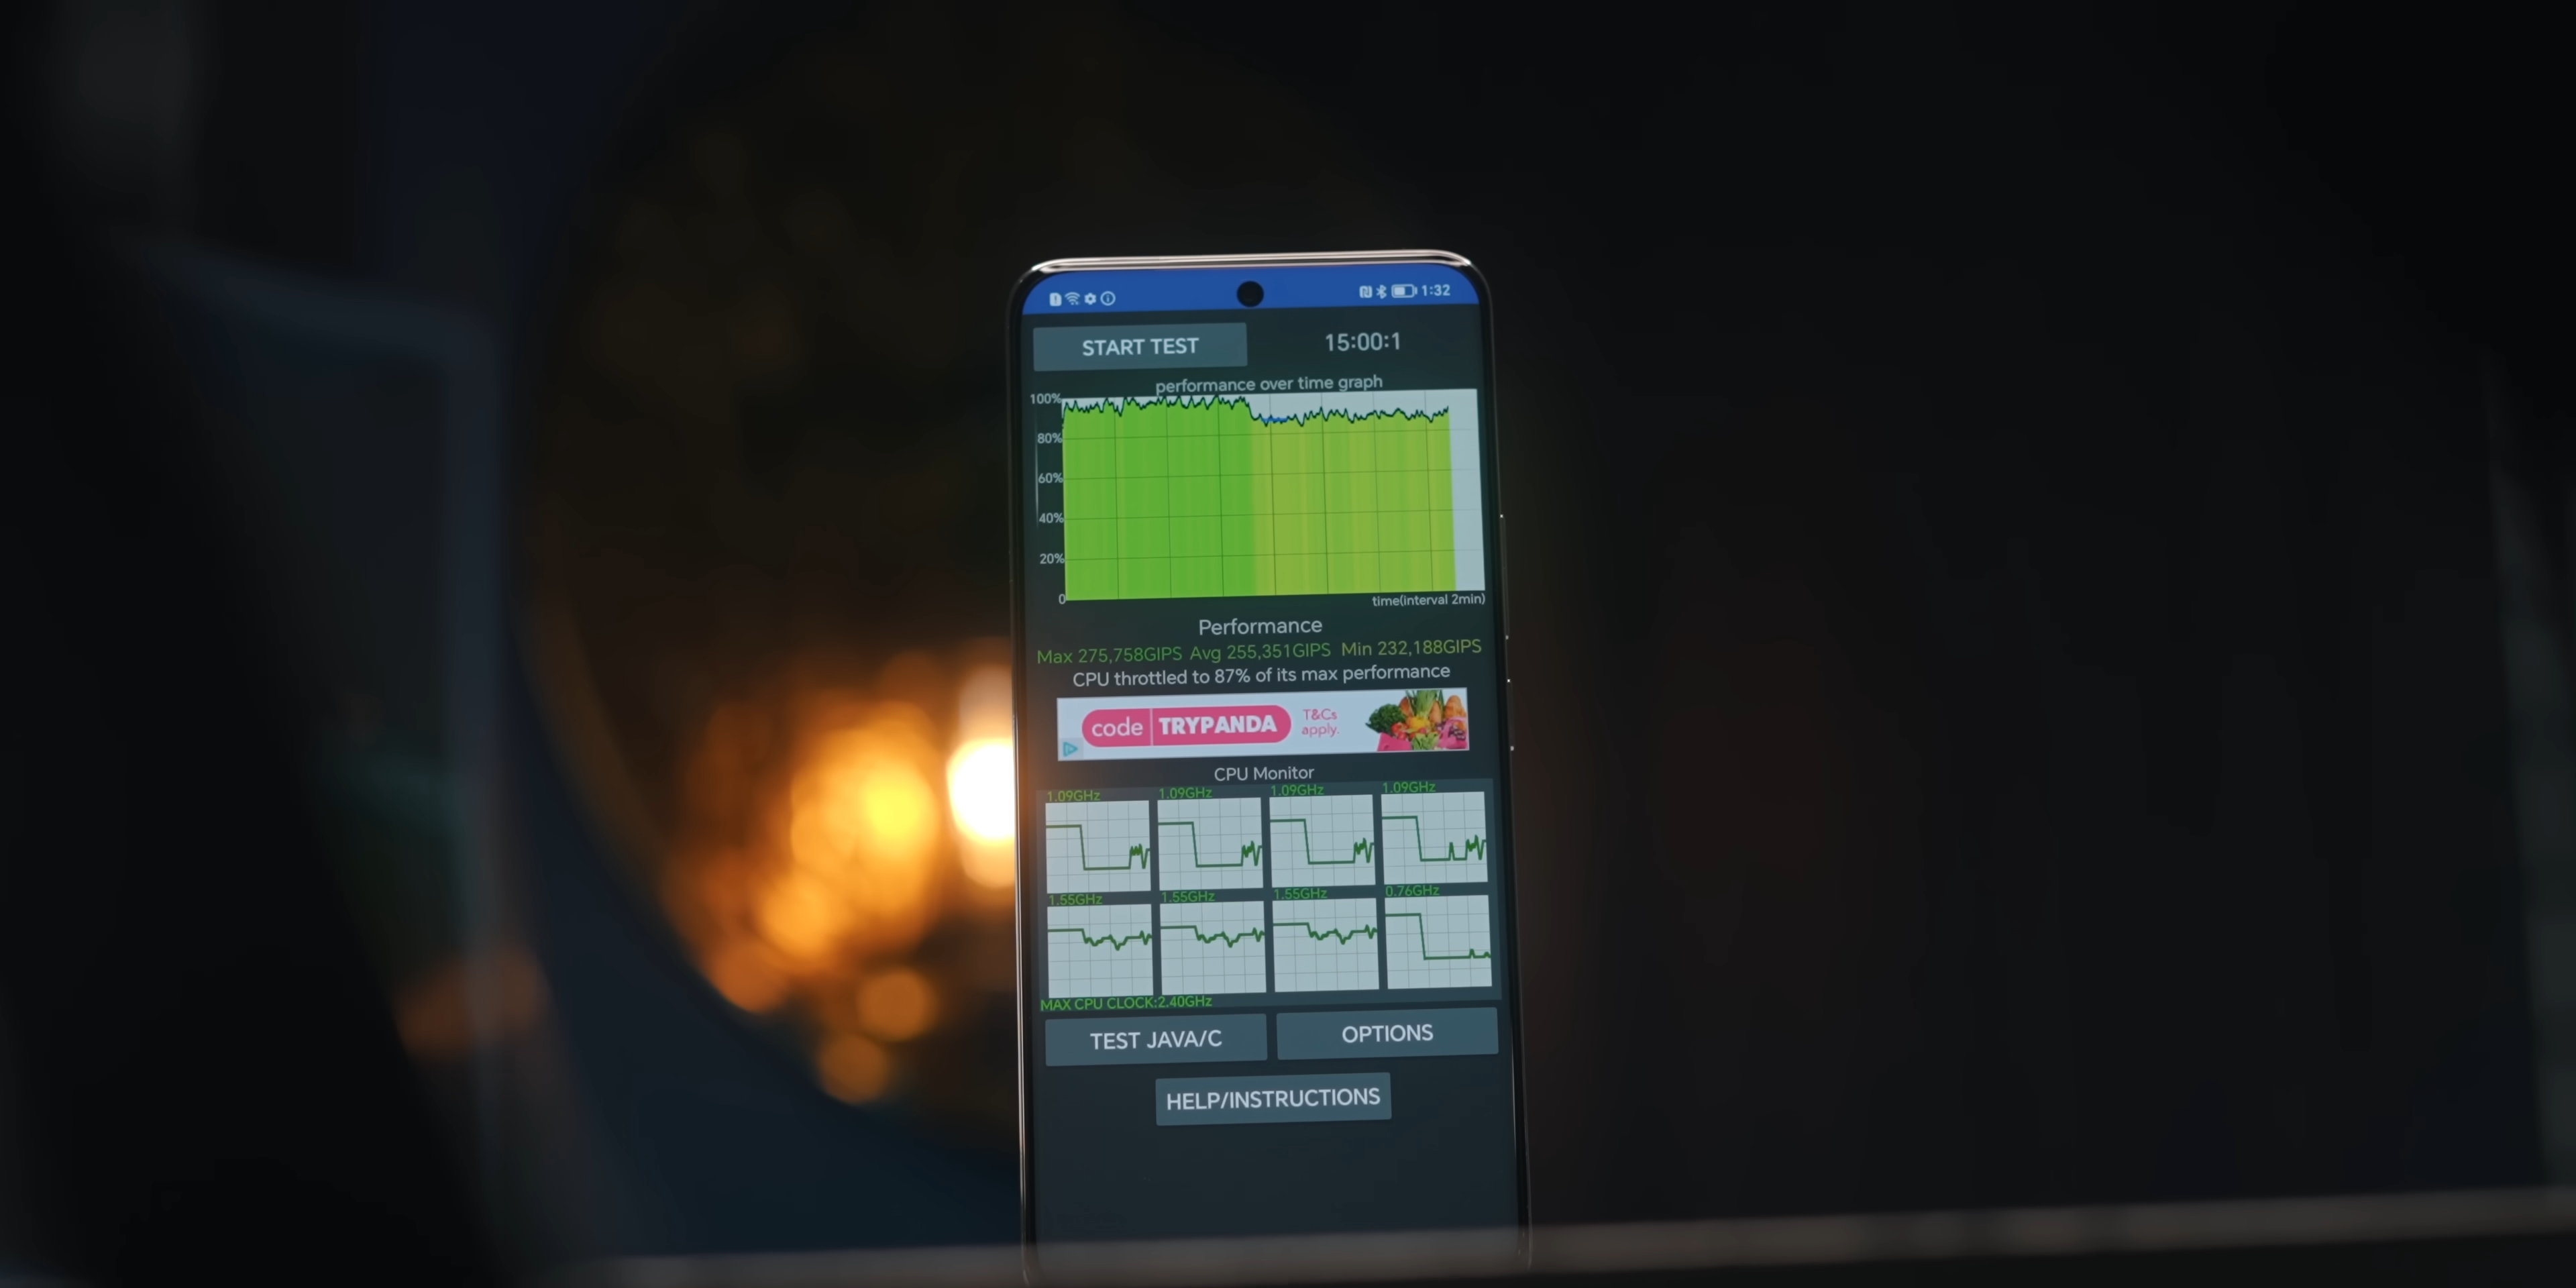 1:32
START TEST
15:00:1
performance over time graph
100%
80%
60%
40%
20%
0
time(interval 2min)
Performance
Max 275,758GIPS Avg 255,351GIPS Min 232,188GIPS
CPU throttled to 87% of its max performance
code TRYPANDA
T&Cs
apply.
CPU Monitor
1.09GHz 1.09GHz 1.09GHz 1.09GHz
1.55GHz 1.55GHz 1.55GHz 0.76GHz
MAX CPU CLOCK:2.40GHz
TEST JAVA/C
OPTIONS
HELP/INSTRUCTIONS